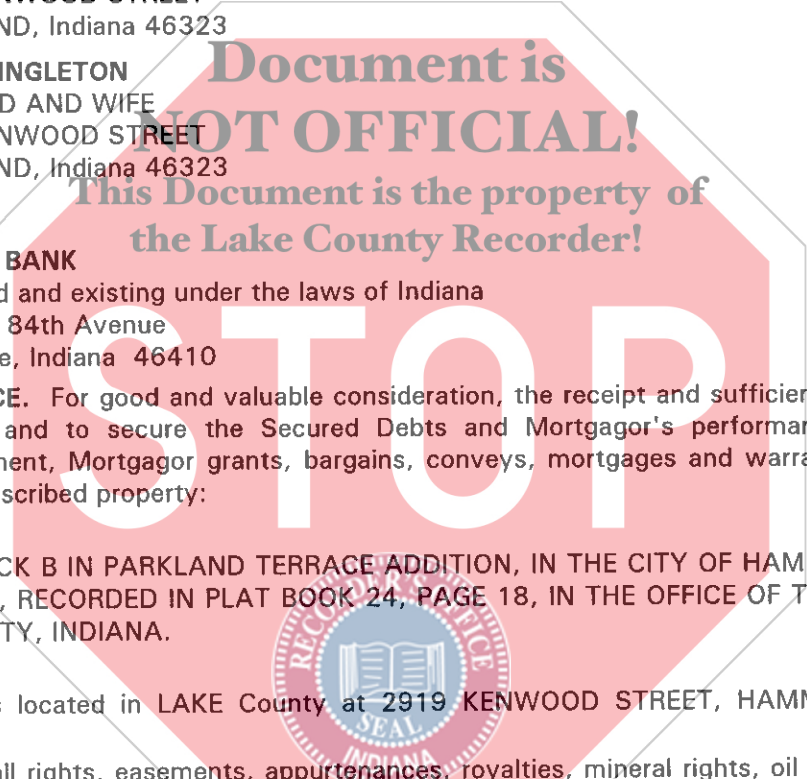 ND, Indiana 46323
INGLETON
D AND WIFE
NWOOD STREET
ND, Indiana 46323
Document is
NOT OFFICIAL!
This Document is the property of
the Lake County Recorder!
BANK
d and existing under the laws of Indiana
84th Avenue
e, Indiana 46410
CE. For good and valuable consideration, the receipt and sufficien
and to secure the Secured Debts and Mortgagor's performan
ment, Mortgagor grants, bargains, conveys, mortgages and warra
scribed property:
STOP
CK B IN PARKLAND TERRACE ADDITION, IN THE CITY OF HAM
, RECORDED IN PLAT BOOK 24, PAGE 18, IN THE OFFICE OF T
TY, INDIANA.
RECORDER'S OFFICE
SEAL
INDIANA
s located in LAKE County at 2919 KENWOOD STREET, HAMM
all rights, easements, appurtenances, royalties, mineral rights, oil